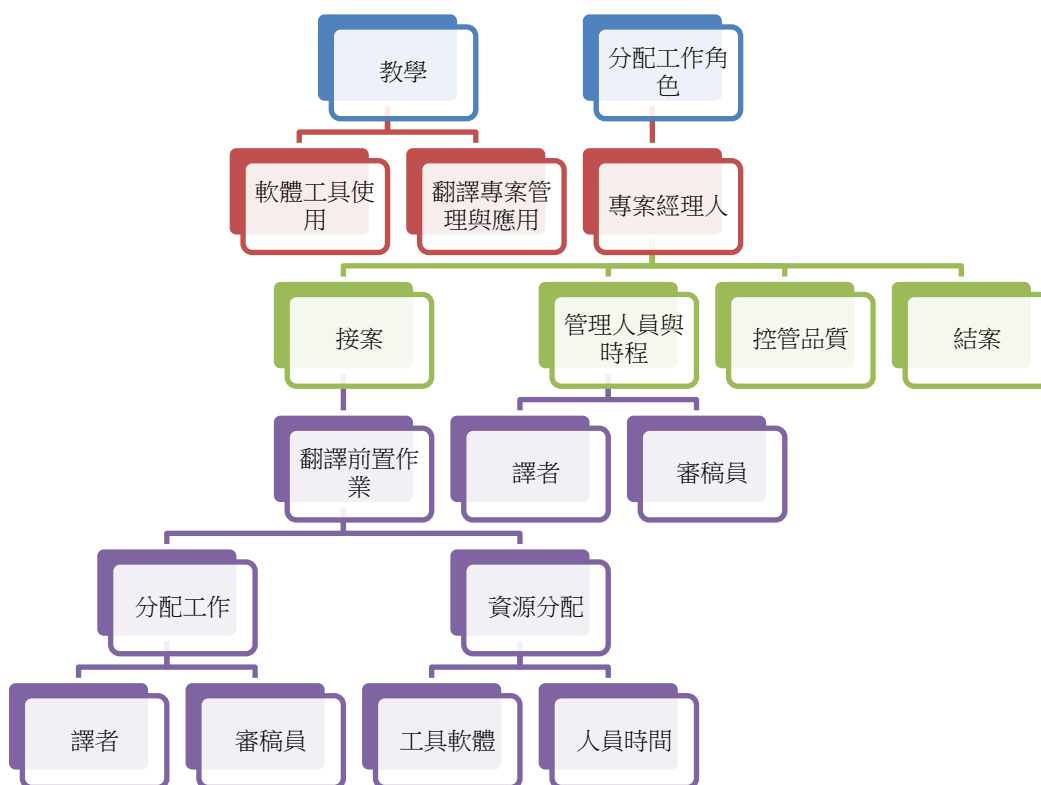 教學
分配工作角
色
軟體工具使
用
翻譯專案管
理與應用
專案經理人
接案
管理人員與
時程
控管品質
結案
翻譯前置作
業
譯者
審稿員
分配工作
資源分配
譯者
審稿員
工具軟體
人員時間